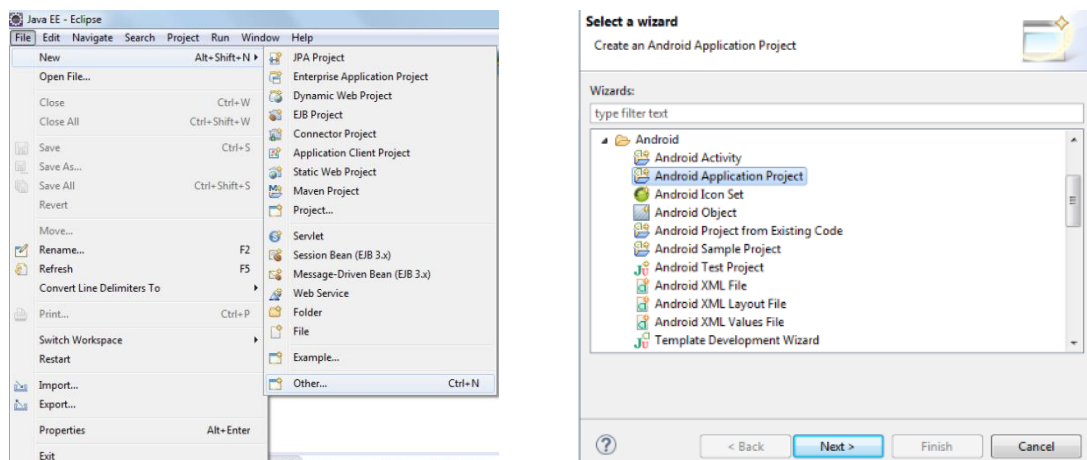 Java EE - Eclipse
File Edit Navigate Search Project Run Window Help
New Alt+Shift+N
Open File...
Close Ctrl+W
Close All Ctrl+Shift+W
Save Ctrl+S
Save As...
Save All Ctrl+Shift+S
Revert
Move...
Rename... F2
Refresh F5
Convert Line Delimiters To
Print... Ctrl+P
Switch Workspace
Restart
Import...
Export...
Properties Alt+Enter
Exit
JPA Project
Enterprise Application Project
Dynamic Web Project
EJB Project
Connector Project
Application Client Project
Static Web Project
Maven Project
Project...
Servlet
Session Bean (EJB 3.x)
Message-Driven Bean (EJB 3.x)
Web Service
Folder
File
Example...
Other... Ctrl+N
Select a wizard
Create an Android Application Project
Wizards:
type filter text
Android
Android Activity
Android Application Project
Android Icon Set
Android Object
Android Project from Existing Code
Android Sample Project
Android Test Project
Android XML File
Android XML Layout File
Android XML Values File
Template Development Wizard
< Back Next > Finish Cancel